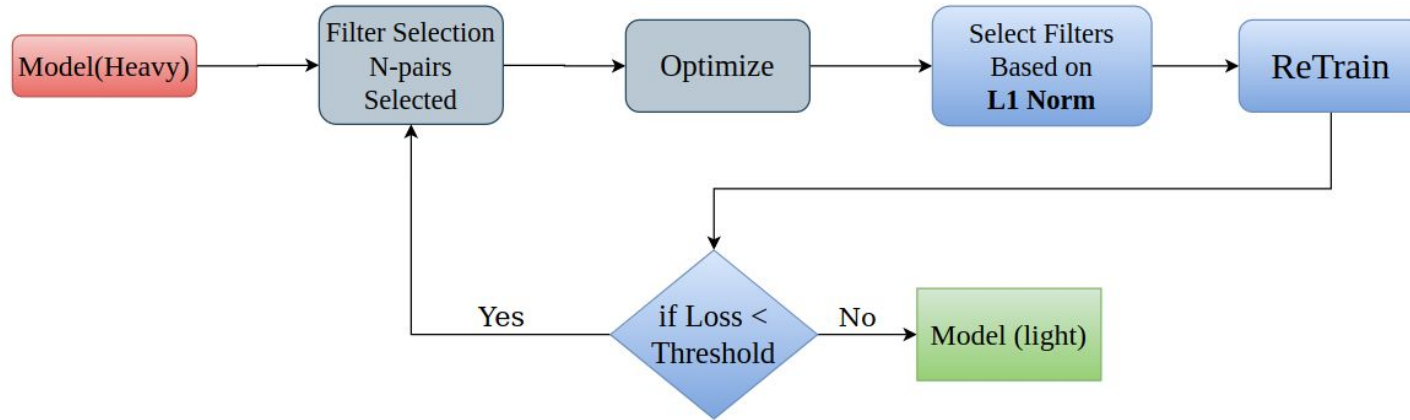 Model(Heavy)
Filter Selection
N-pairs
Selected
Optimize
Select Filters
Based on
L1 Norm
ReTrain
if Loss <
Threshold
Yes
No
Model (light)